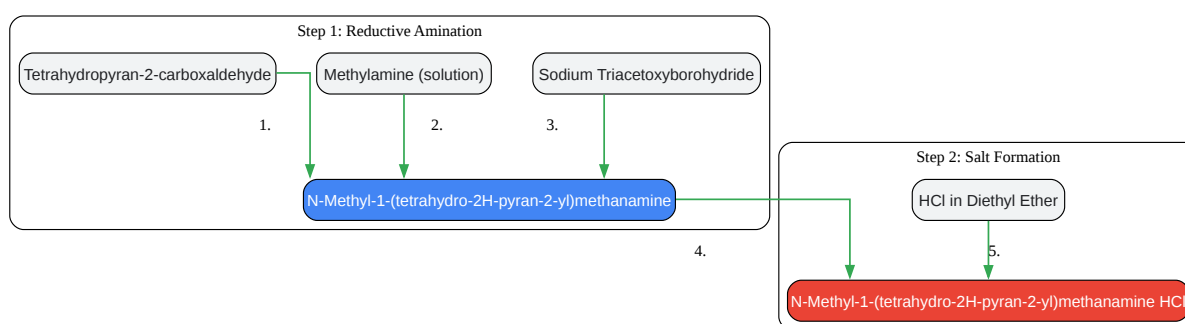 Step 1: Reductive Amination
Tetrahydropyran-2-carboxaldehyde
Methylamine (solution)
Sodium Triacetoxyborohydride
1.
2.
3.
N-Methyl-1-(tetrahydro-2H-pyran-2-yl)methanamine
4.
Step 2: Salt Formation
HCl in Diethyl Ether
5.
N-Methyl-1-(tetrahydro-2H-pyran-2-yl)methanamine HCl